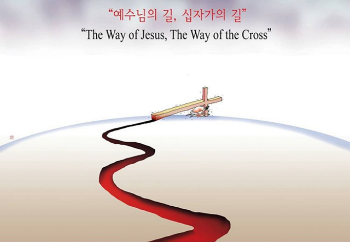 “예수님의 길, 십자가의 길”
“The Way of Jesus, The Way of the Cross”